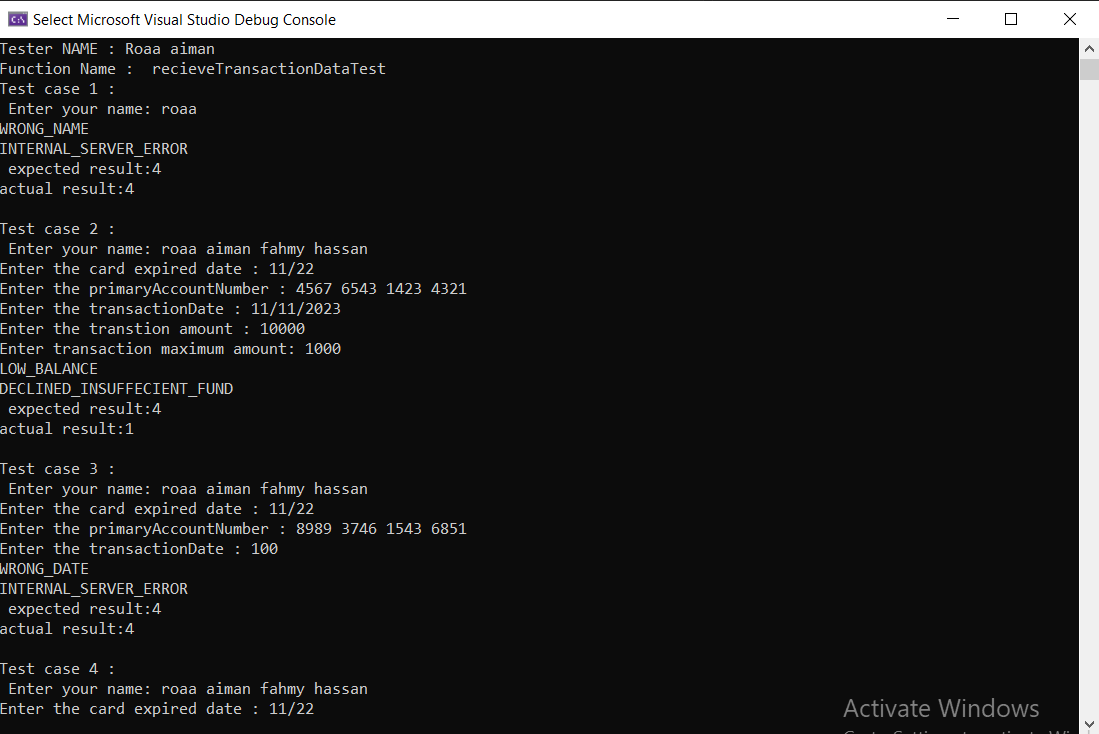 Select Microsoft Visual Studio Debug Console
Tester NAME : Roaa aiman
Function Name :  recieveTransactionDataTest
Test case 1 :
 Enter your name: roaa
WRONG_NAME
INTERNAL_SERVER_ERROR
 expected result:4
actual result:4
Test case 2 :
 Enter your name: roaa aiman fahmy hassan
Enter the card expired date : 11/22
Enter the primaryAccountNumber : 4567 6543 1423 4321
Enter the transactionDate : 11/11/2023
Enter the transtion amount : 10000
Enter transaction maximum amount: 1000
LOW_BALANCE
DECLINED_INSUFFECIENT_FUND
 expected result:4
actual result:1
Test case 3 :
 Enter your name: roaa aiman fahmy hassan
Enter the card expired date : 11/22
Enter the primaryAccountNumber : 8989 3746 1543 6851
Enter the transactionDate : 100
WRONG_DATE
INTERNAL_SERVER_ERROR
 expected result:4
actual result:4
Test case 4 :
 Enter your name: roaa aiman fahmy hassan
Enter the card expired date : 11/22
Activate Windows